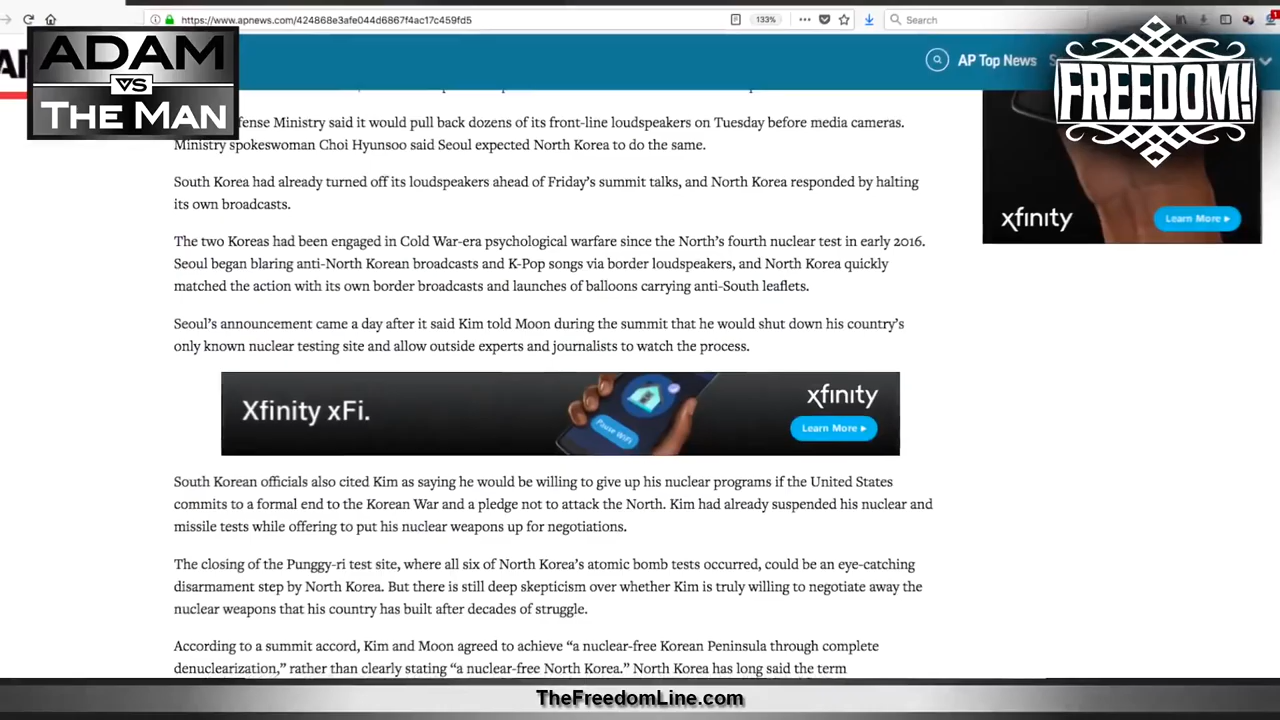 https://www.apnews.com/424868e3afe044d6867f4ac17c459fd5
133%
Search
ADAM
VS
THE MAN
AP Top News
FREEDOM!
Ministry said it would pull back dozens of its front-line loudspeakers on Tuesday before media cameras.
Ministry spokeswoman Choi Hyunsoo said Seoul expected North Korea to do the same.
South Korea had already turned off its loudspeakers ahead of Friday's summit talks, and North Korea responded by halting
its own broadcasts.
xfinity
Learn More
The two Koreas had been engaged in Cold War-era psychological warfare since the North's fourth nuclear test in early 2016.
Seoul began blaring anti-North Korean broadcasts and K-Pop songs via border loudspeakers, and North Korea quickly
matched the action with its own border broadcasts and launches of balloons carrying anti-South leaflets.
Seoul's announcement came a day after it said Kim told Moon during the summit that he would shut down his country's
only known nuclear testing site and allow outside experts and journalists to watch the process.
Xfinity xFi.
Pause WiFi
xfinity
Learn More
South Korean officials also cited Kim as saying he would be willing to give up his nuclear programs if the United States
commits to a formal end to the Korean War and a pledge not to attack the North. Kim had already suspended his nuclear and
missile tests while offering to put his nuclear weapons up for negotiations.
The closing of the Punggy-ri test site, where all six of North Korea's atomic bomb tests occurred, could be an eye-catching
disarmament step by North Korea. But there is still deep skepticism over whether Kim is truly willing to negotiate away the
nuclear weapons that his country has built after decades of struggle.
According to a summit accord, Kim and Moon agreed to achieve “a nuclear-free Korean Peninsula through complete
denuclearization,” rather than clearly stating “a nuclear-free North Korea.” North Korea has long said the term
TheFreedomLine.com